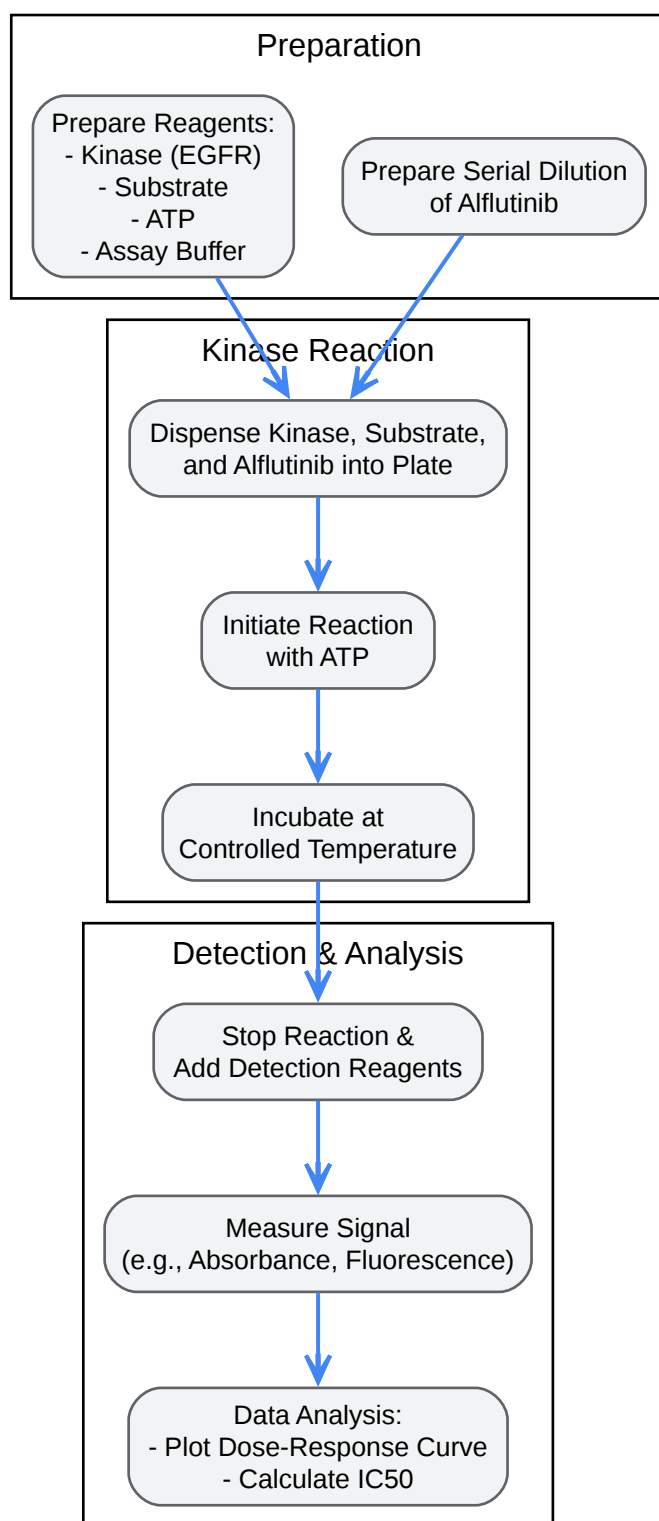 Preparation
Prepare Reagents:
- Kinase (EGFR)
- Substrate
- ATP
- Assay Buffer
Prepare Serial Dilution
of Alflutinib
Kinase Reaction
Dispense Kinase, Substrate,
and Alflutinib into Plate
Initiate Reaction
with ATP
Incubate at
Controlled Temperature
Detection & Analysis
Stop Reaction &
Add Detection Reagents
Measure Signal
(e.g., Absorbance, Fluorescence)
Data Analysis:
- Plot Dose-Response Curve
- Calculate IC50